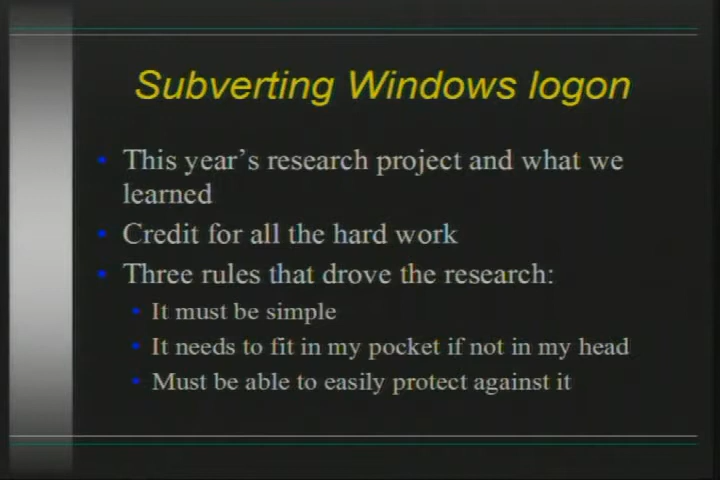 Subverting Windows logon
• This year's research project and what we
learned
• Credit for all the hard work
• Three rules that drove the research:
• It must be simple
• It needs to fit in my pocket if not in my head
• Must be able to easily protect against it